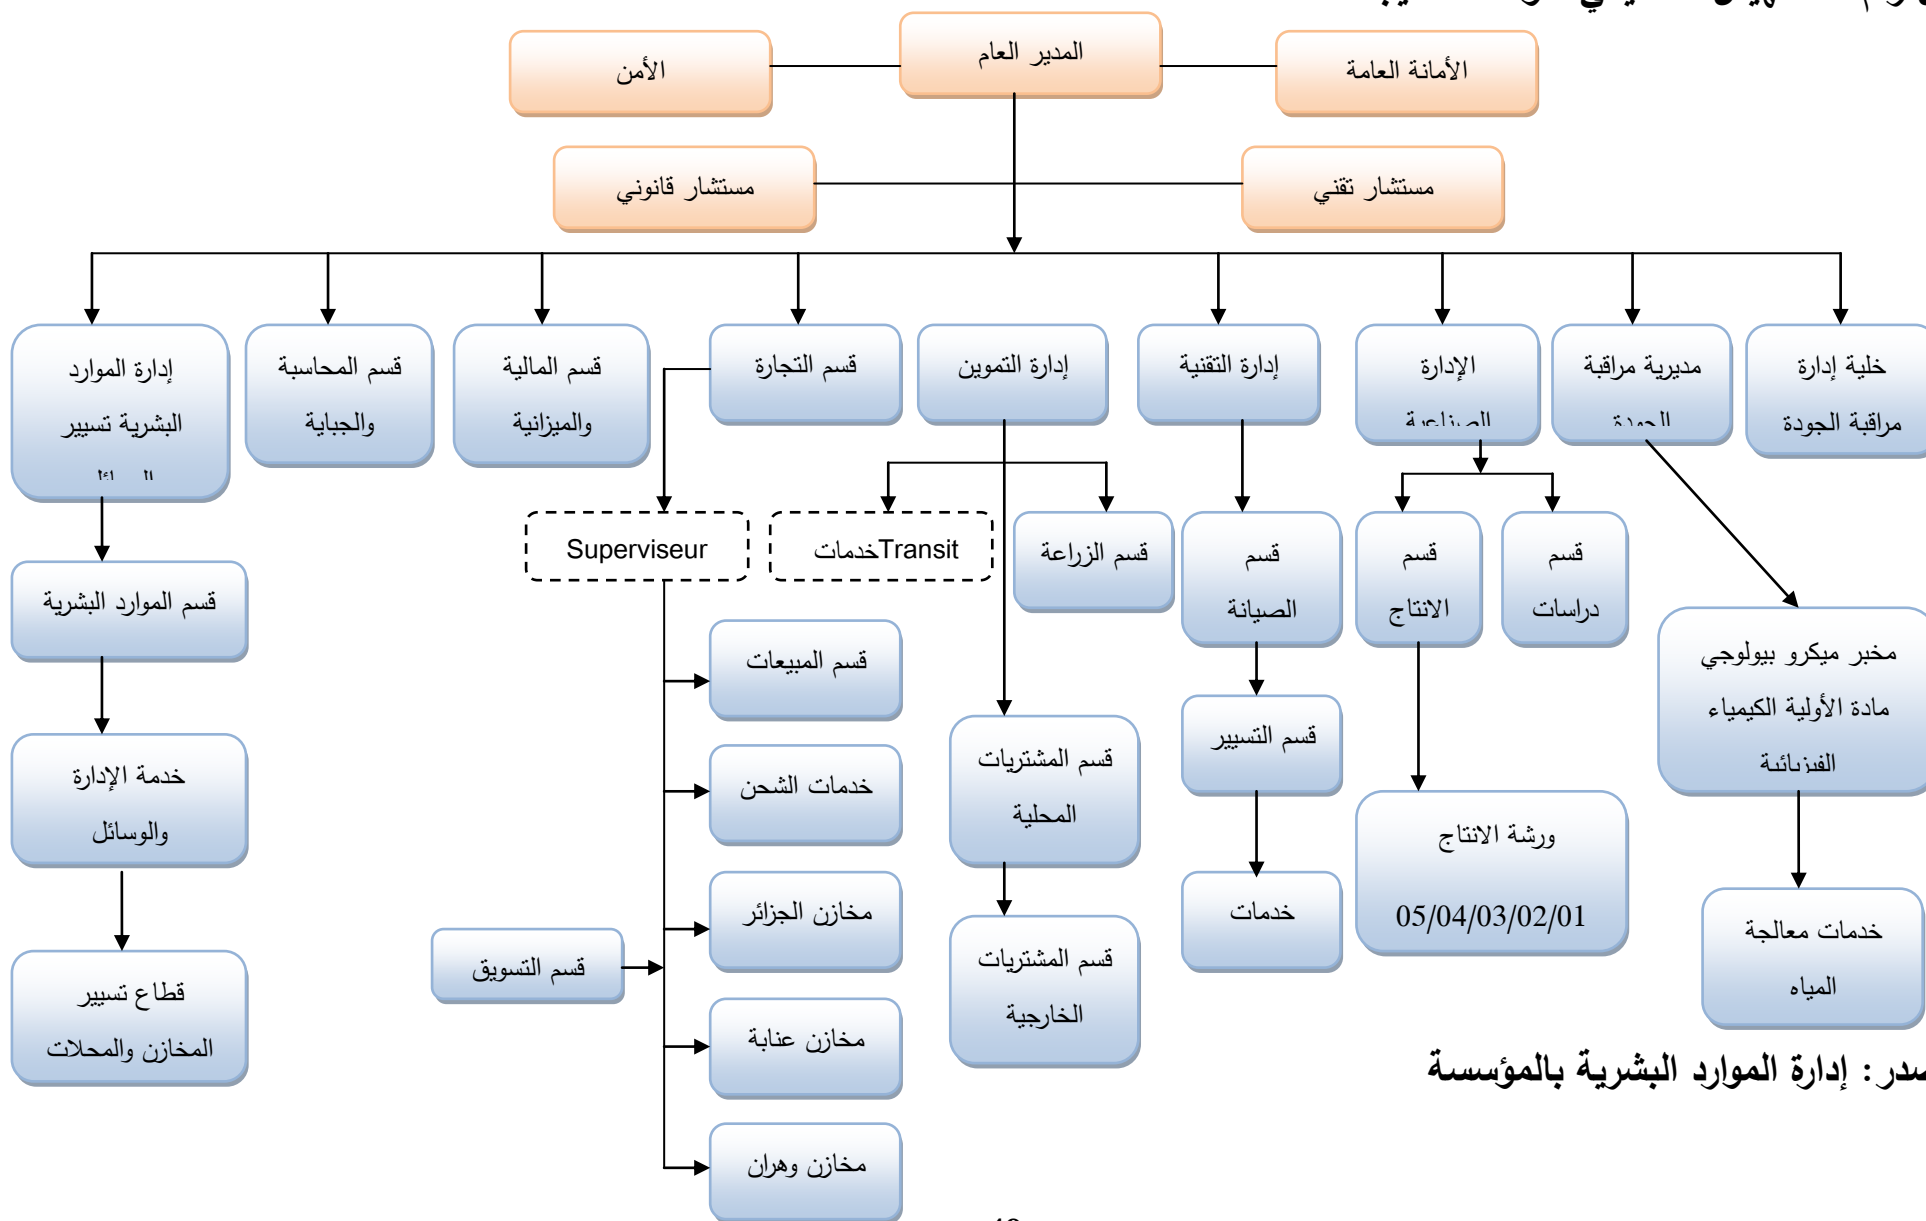 المدير العام
الأمانة العامة
الأمن
مستشار تقني
مستشار قانوني
خلية إدارة
مراقبة الجودة
مديرية مراقبة
الجودة
الإدارة
الصناعية
إدارة التقنية
إدارة التموين
قسم التجارة
قسم المالية
والميزانية
قسم المحاسبة
والجباية
إدارة الموارد
البشرية تسيير
قسم
دراسات
قسم
الانتاج
قسم
الصيانة
قسم الزراعة
خدماتTransit
Superviseur
قسم الموارد البشرية
مخبر ميكرو بيولوجي
مادة الأولية الكيمياء
الفيزيائية
قسم المبيعات
قسم التسيير
قسم المشتريات
المحلية
خدمات الشحن
خدمة الإدارة
والوسائل
ورشة الانتاج
05/04/03/02/01
خدمات
مخازن الجزائر
خدمات معالجة
المياه
قسم المشتريات
الخارجية
قسم التسويق
قطاع تسيير
المخازن والمحلات
مخازن عنابة
مخازن وهران
صدر: إدارة الموارد البشرية بالمؤسسة